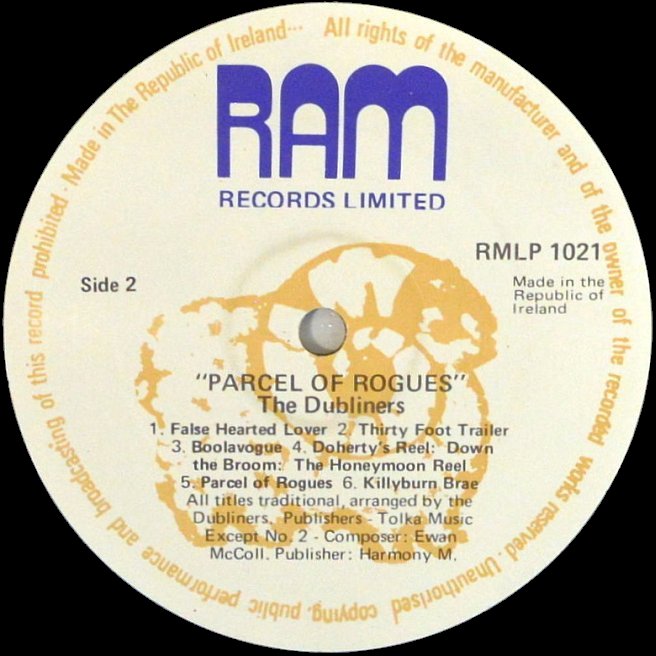 All rights of the manufacturer and of the owner of the recorded works reserved · Unauthorised copying, public performance and broadcasting of this record prohibited · Made in The Republic of Ireland···
RAM
RECORDS LIMITED
RMLP 1021
Side 2
Made in the
Republic of
Ireland
"PARCEL OF ROGUES"
The Dubliners
1. False Hearted Lover 2. Thirty Foot Trailer
3. Boolavogue 4. Doherty's Reel: Down
the Broom: The Honeymoon Reel
5. Parcel of Rogues 6. Killyburn Brae
All titles traditional, arranged by the
Dubliners. Publishers - Tolka Music
Except No. 2 - Composer: Ewan
McColl. Publisher: Harmony M.